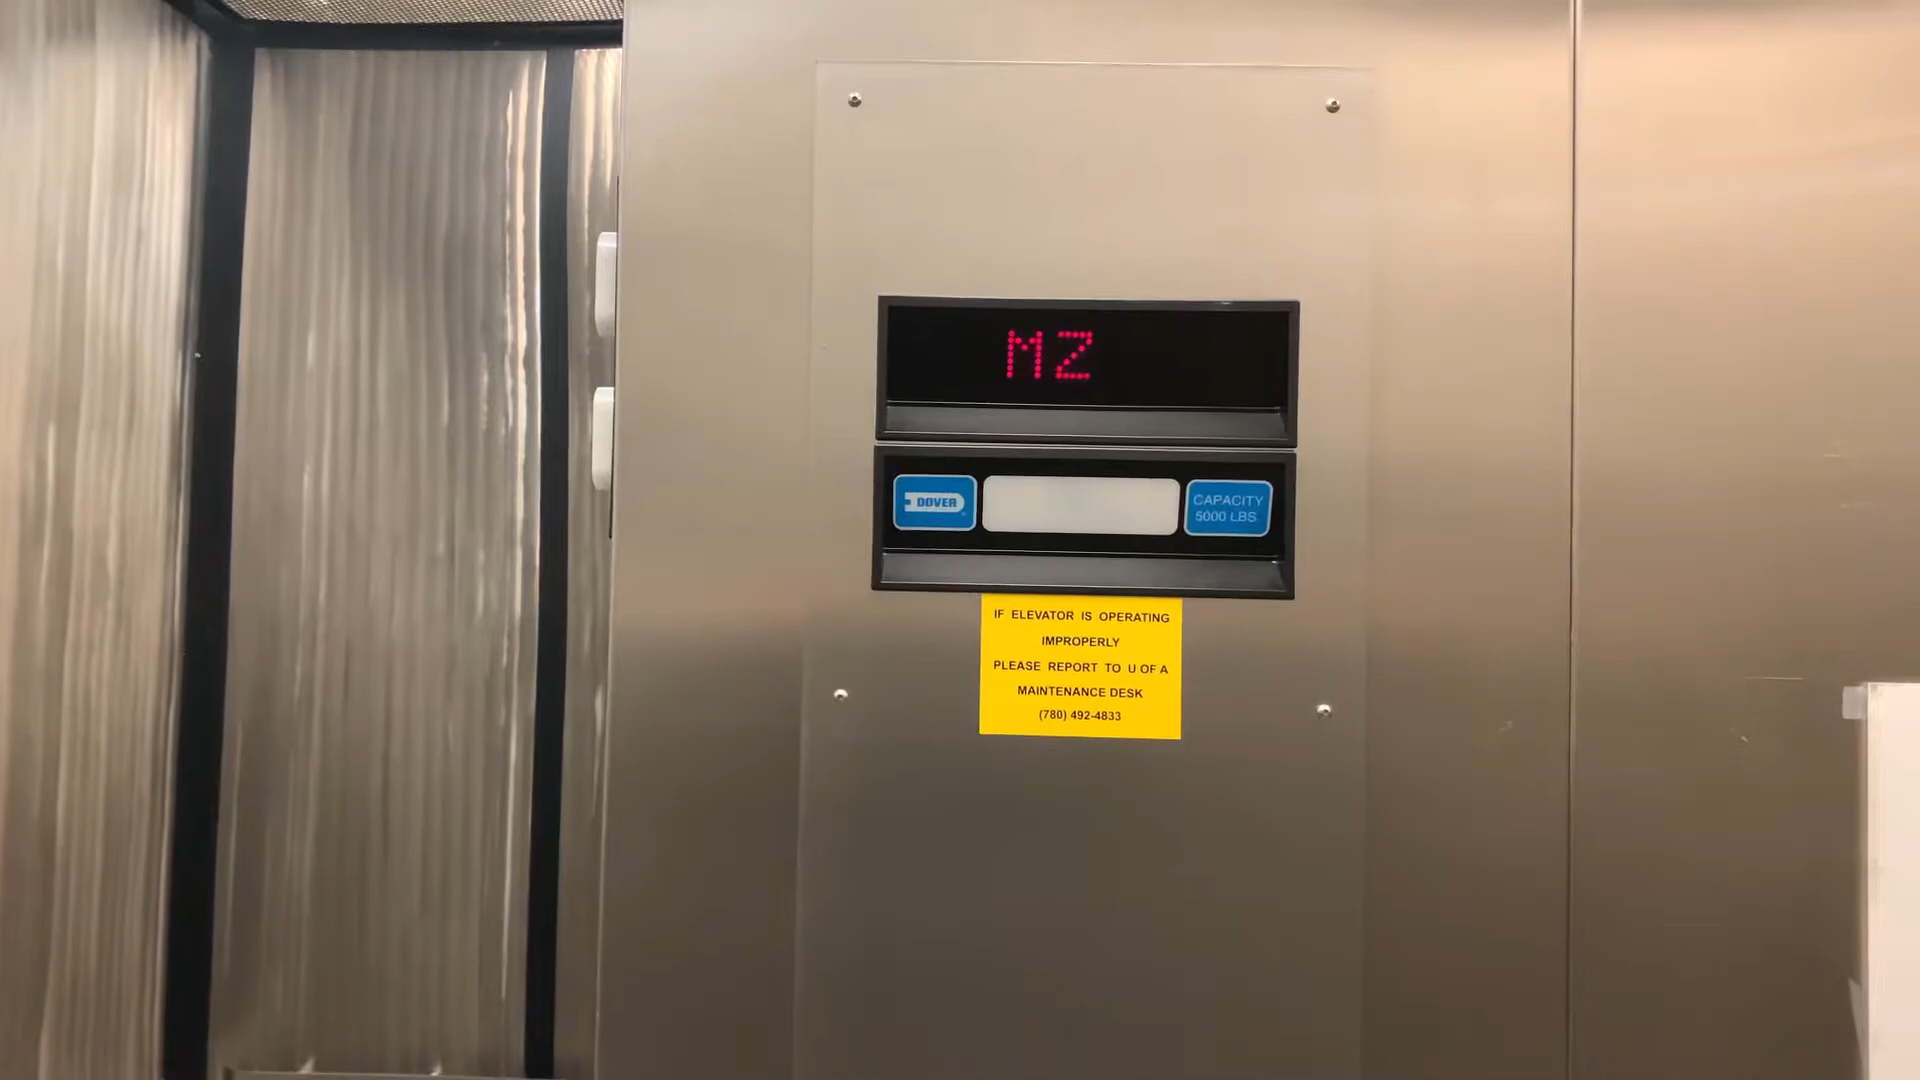 MZ
DOVER
CAPACITY
5000 LBS.
IF ELEVATOR IS OPERATING
IMPROPERLY
PLEASE REPORT TO U OF A
MAINTENANCE DESK
(780) 492-4833